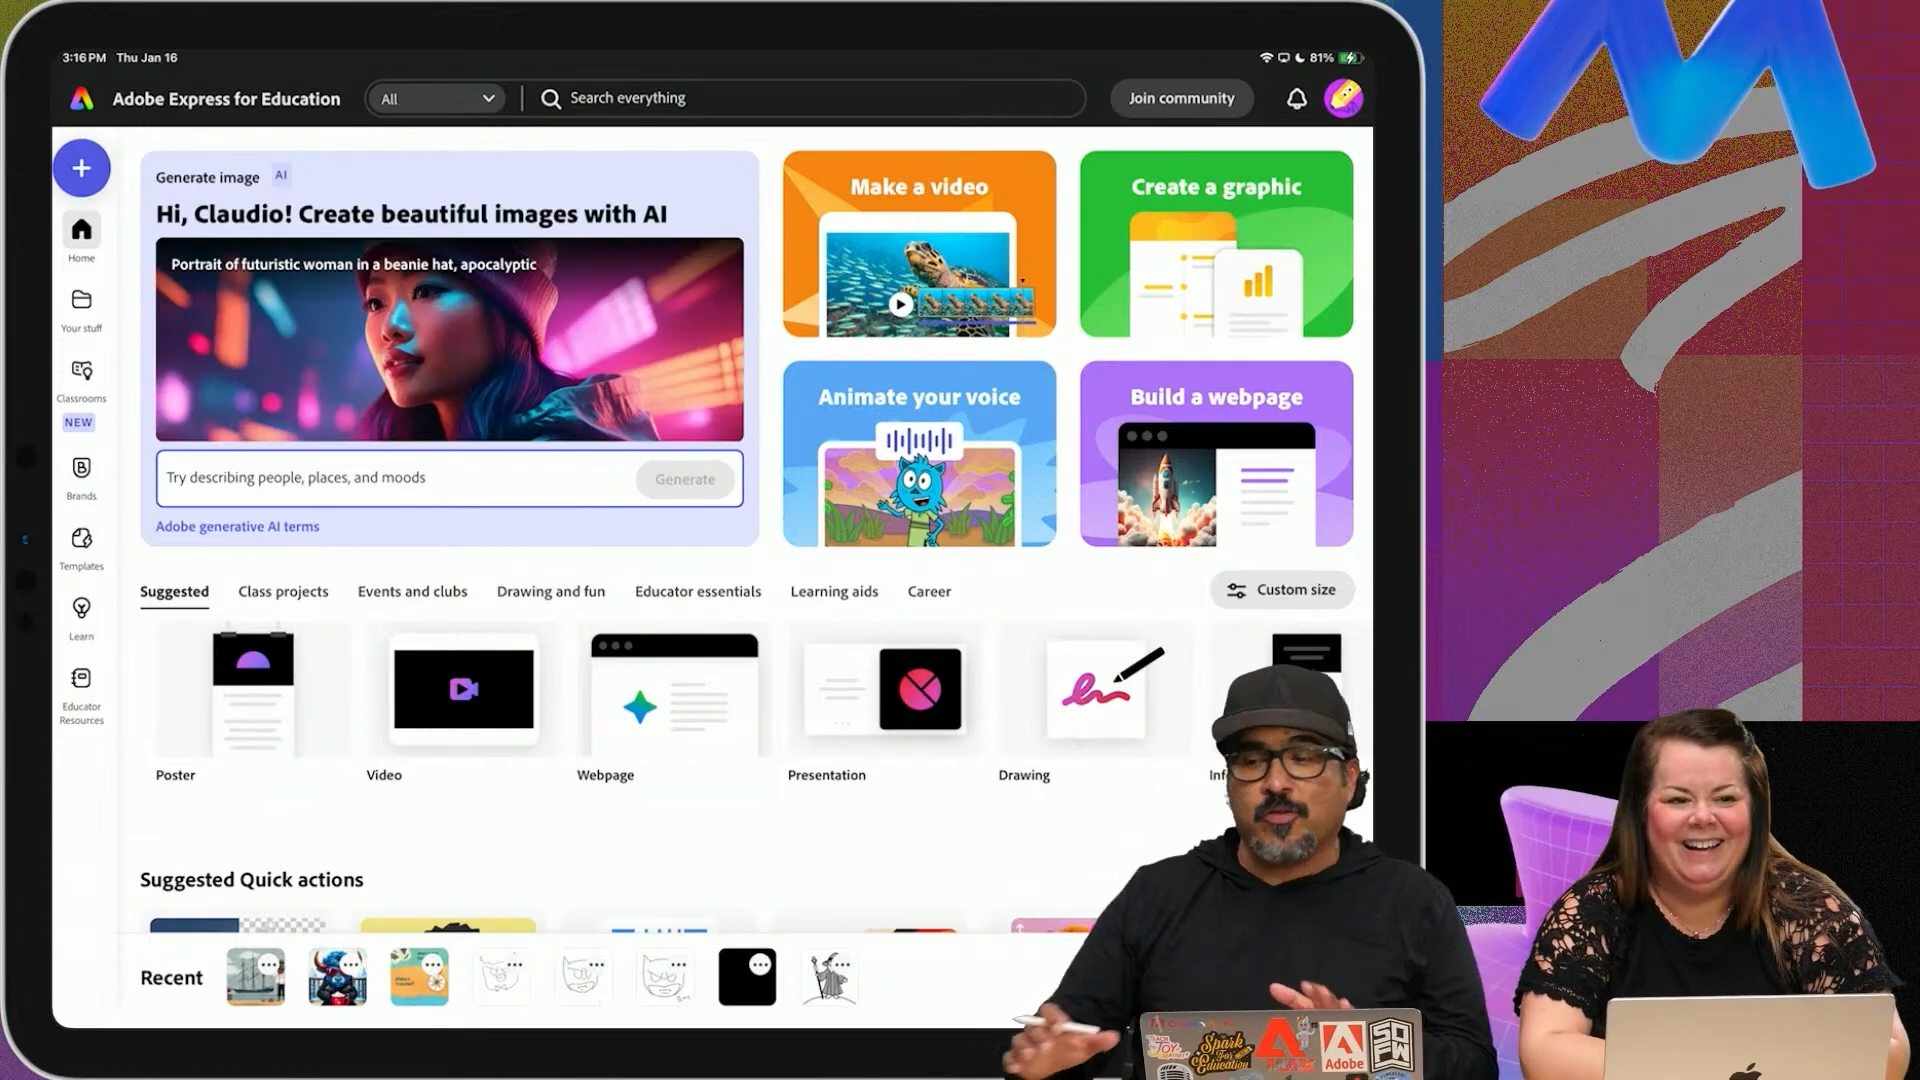 3:16 PM Thu Jan 16
81%
Adobe Express for Education
All
Search everything
Join community
Home
Your stuff
Classrooms
NEW
Brands
Templates
Learn
Educator
Resources
Generate image AI
Hi, Claudio! Create beautiful images with AI
Portrait of futuristic woman in a beanie hat, apocalyptic
Try describing people, places, and moods
Generate
Adobe generative AI terms
Make a video
Create a graphic
Animate your voice
Build a webpage
Suggested
Class projects
Events and clubs
Drawing and fun
Educator essentials
Learning aids
Career
Custom size
Poster
Video
Webpage
Presentation
Drawing
Inf
Suggested Quick actions
Recent
Spark
For
Education
Adobe